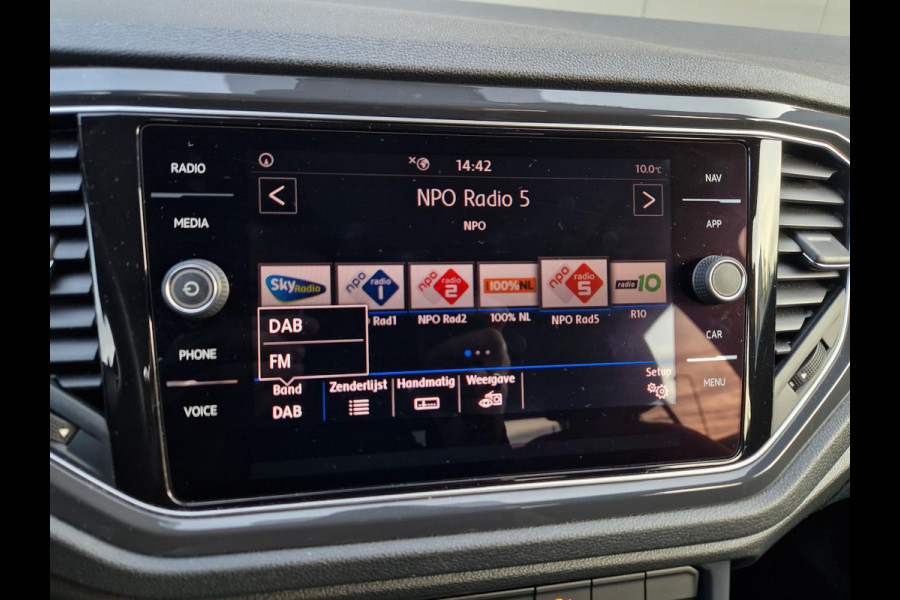 RADIO
MEDIA
PHONE
VOICE
14:42
10.0°C
<
NPO Radio 5
>
NPO
Sky Radio
npo radio 1
npo radio 2
100% NL
npo radio 5
radio 10
Rad1
NPO Rad2
100% NL
NPO Rad5
R10
DAB
FM
Band
DAB
Zenderlijst
Handmatig
Weergave
Setup
NAV
APP
CAR
MENU